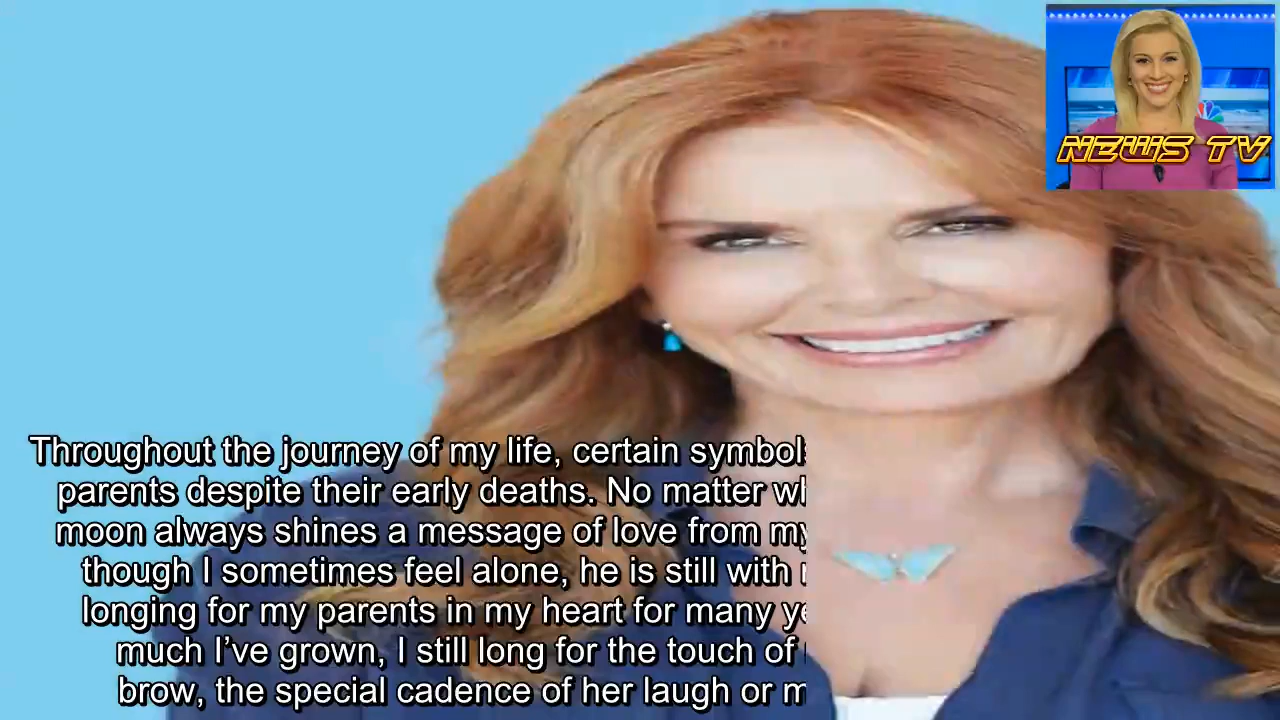 NEWS TV
Throughout the journey of my life, certain symbols
parents despite their early deaths. No matter
moon always shines a message of love from my
though I sometimes feel alone, he is still with
longing for my parents in my heart for many
much I've grown, I still long for the touch of
brow, the special cadence of her laugh or